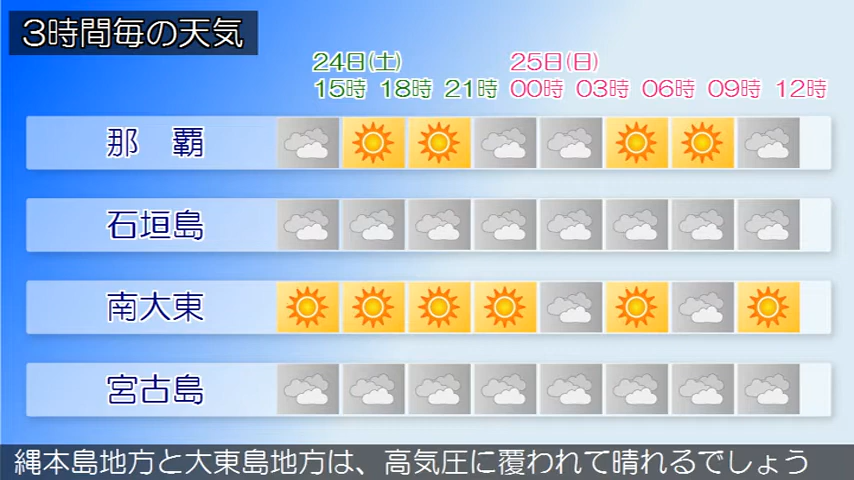 3時間毎の天気
24日(土) 25日(日)
15時 18時 21時 00時 03時 06時 09時 12時
那 覇
石垣島
南大東
宮古島
縄本島地方と大東島地方は、高気圧に覆われて晴れるでしょう